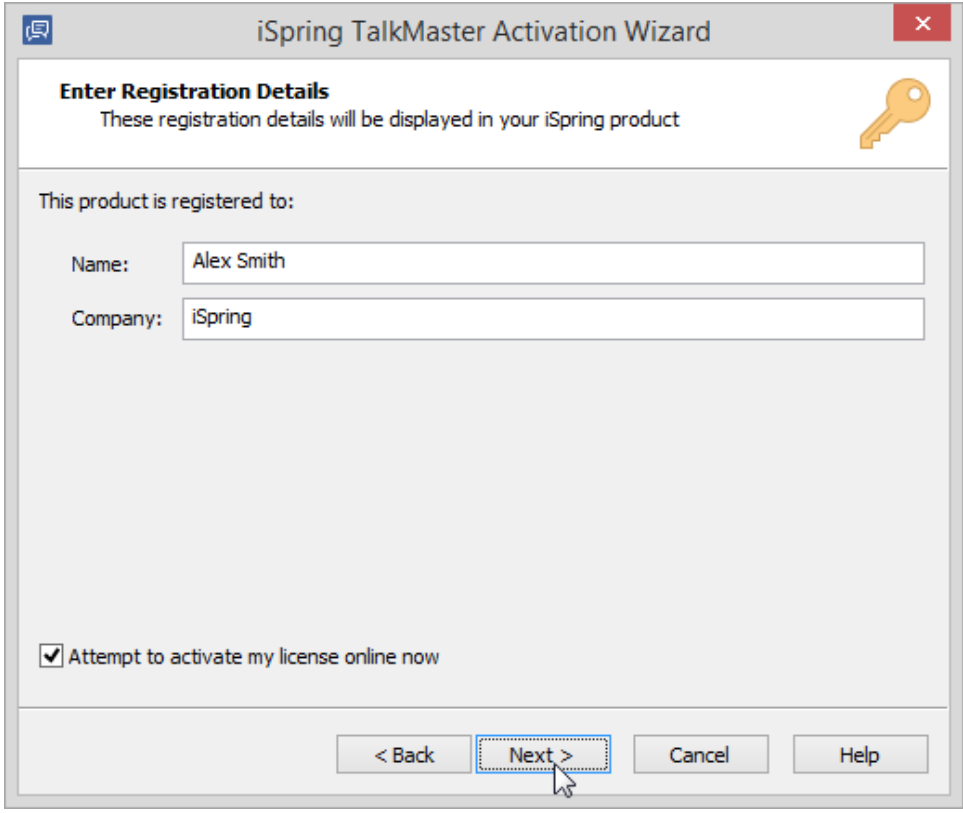 iSpring TalkMaster Activation Wizard
Enter Registration Details
These registration details will be displayed in your iSpring product
This product is registered to:
Name: Alex Smith
Company: iSpring
Attempt to activate my license online now
< Back Next > Cancel Help